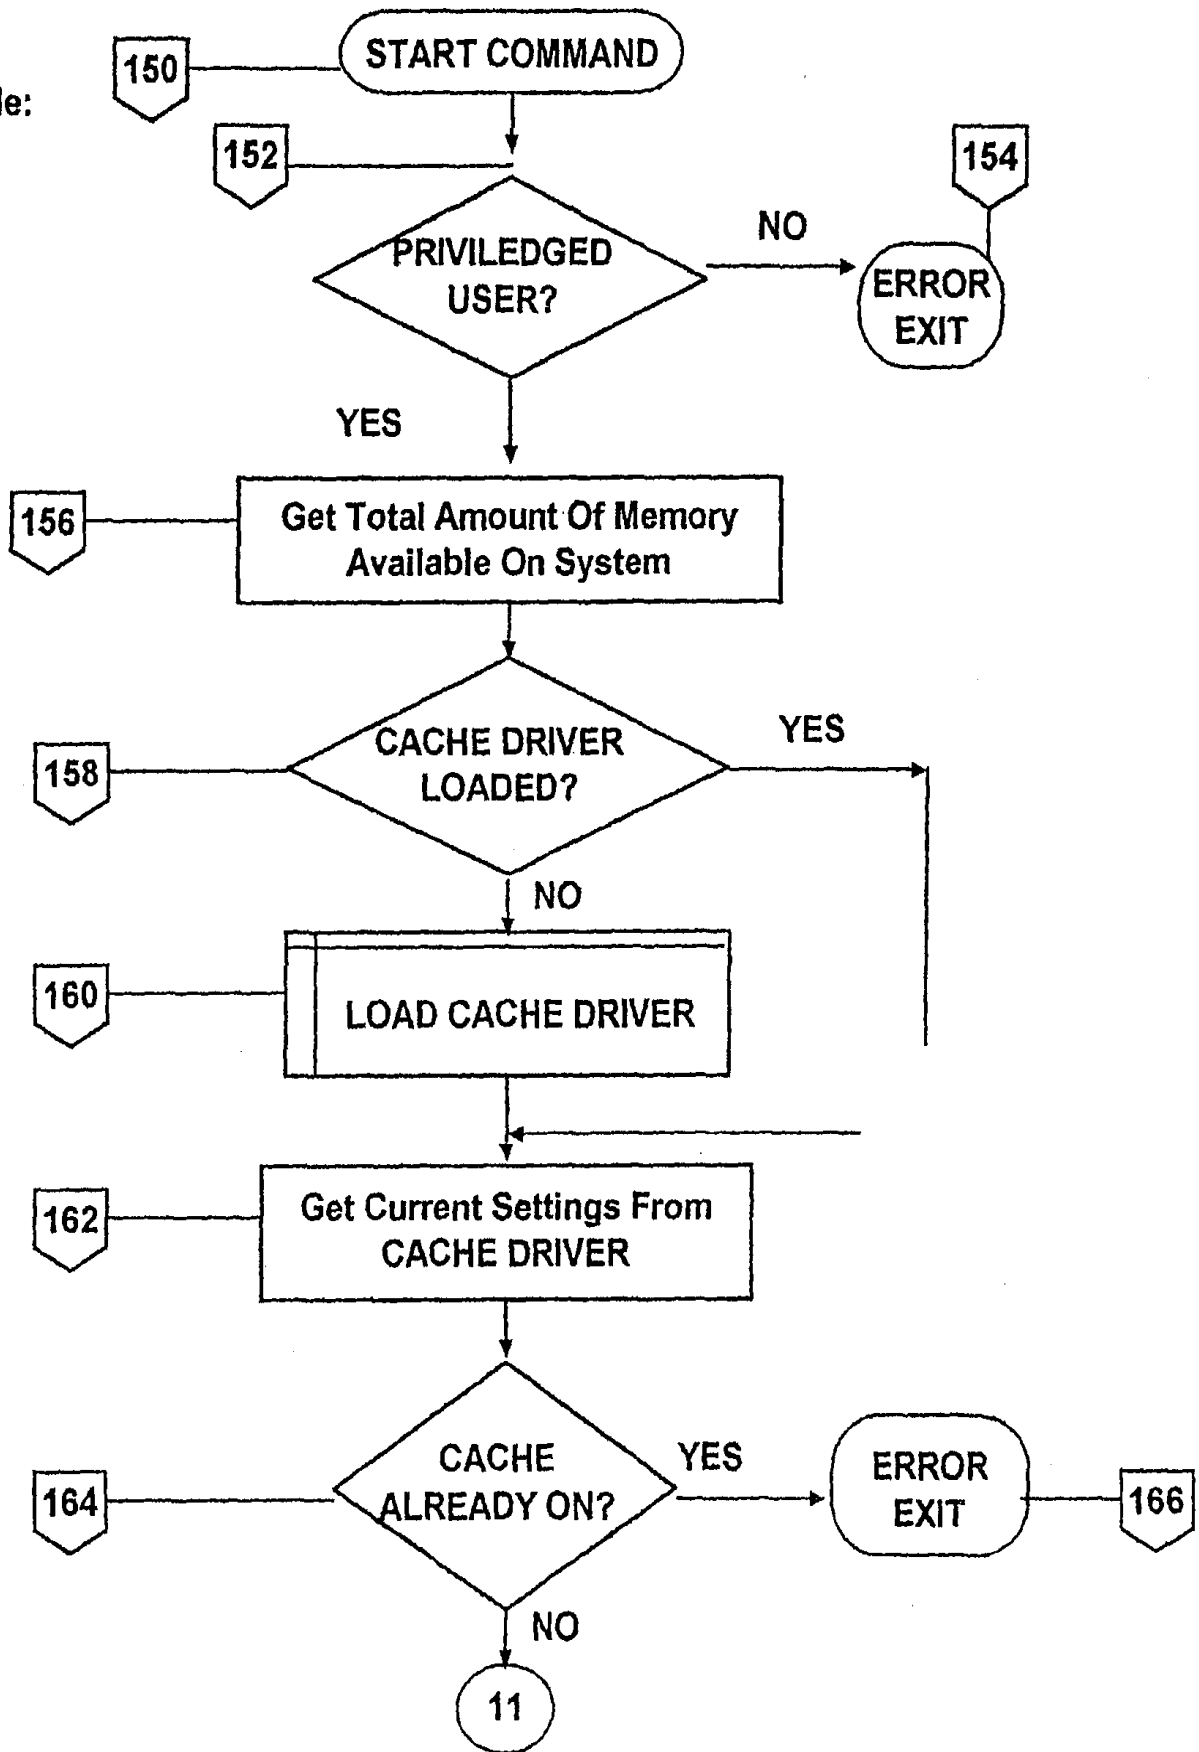 START COMMAND
150
le:
152
154
PRIVILEDGED
USER?
NO
ERROR
EXIT
YES
156
Get Total Amount Of Memory
Available On System
158
CACHE DRIVER
LOADED?
YES
NO
160
LOAD CACHE DRIVER
162
Get Current Settings From
CACHE DRIVER
164
CACHE
ALREADY ON?
YES
ERROR
EXIT
166
NO
11